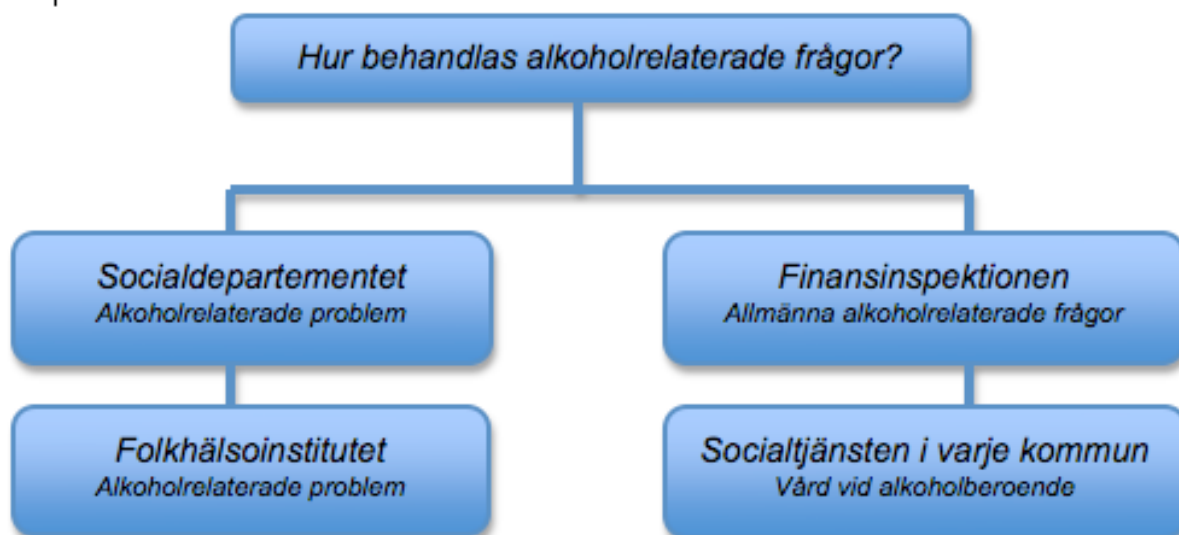 Hur behandlas alkoholrelaterade frågor?
Socialdepartementet
Alkoholrelaterade problem
Finansinspektionen
Allmänna alkoholrelaterade frågor
Folkhälsoinstitutet
Alkoholrelaterade problem
Socialtjänsten i varje kommun
Vård vid alkoholberoende